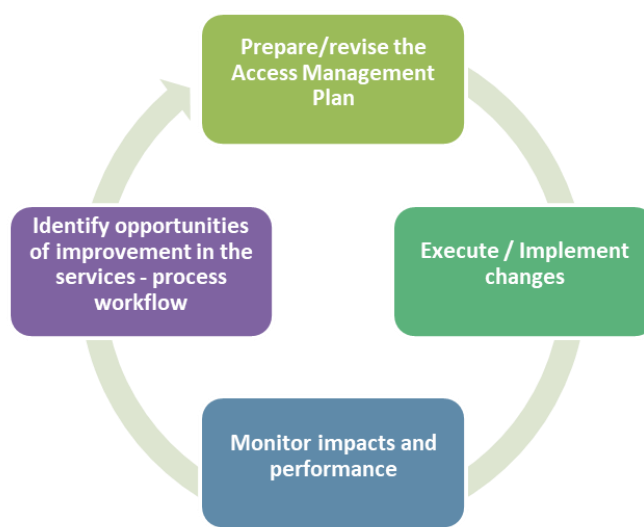 Prepare/revise the
Access Management
Plan
Execute / Implement
changes
Monitor impacts and
performance
Identify opportunities
of improvement in the
services - process
workflow